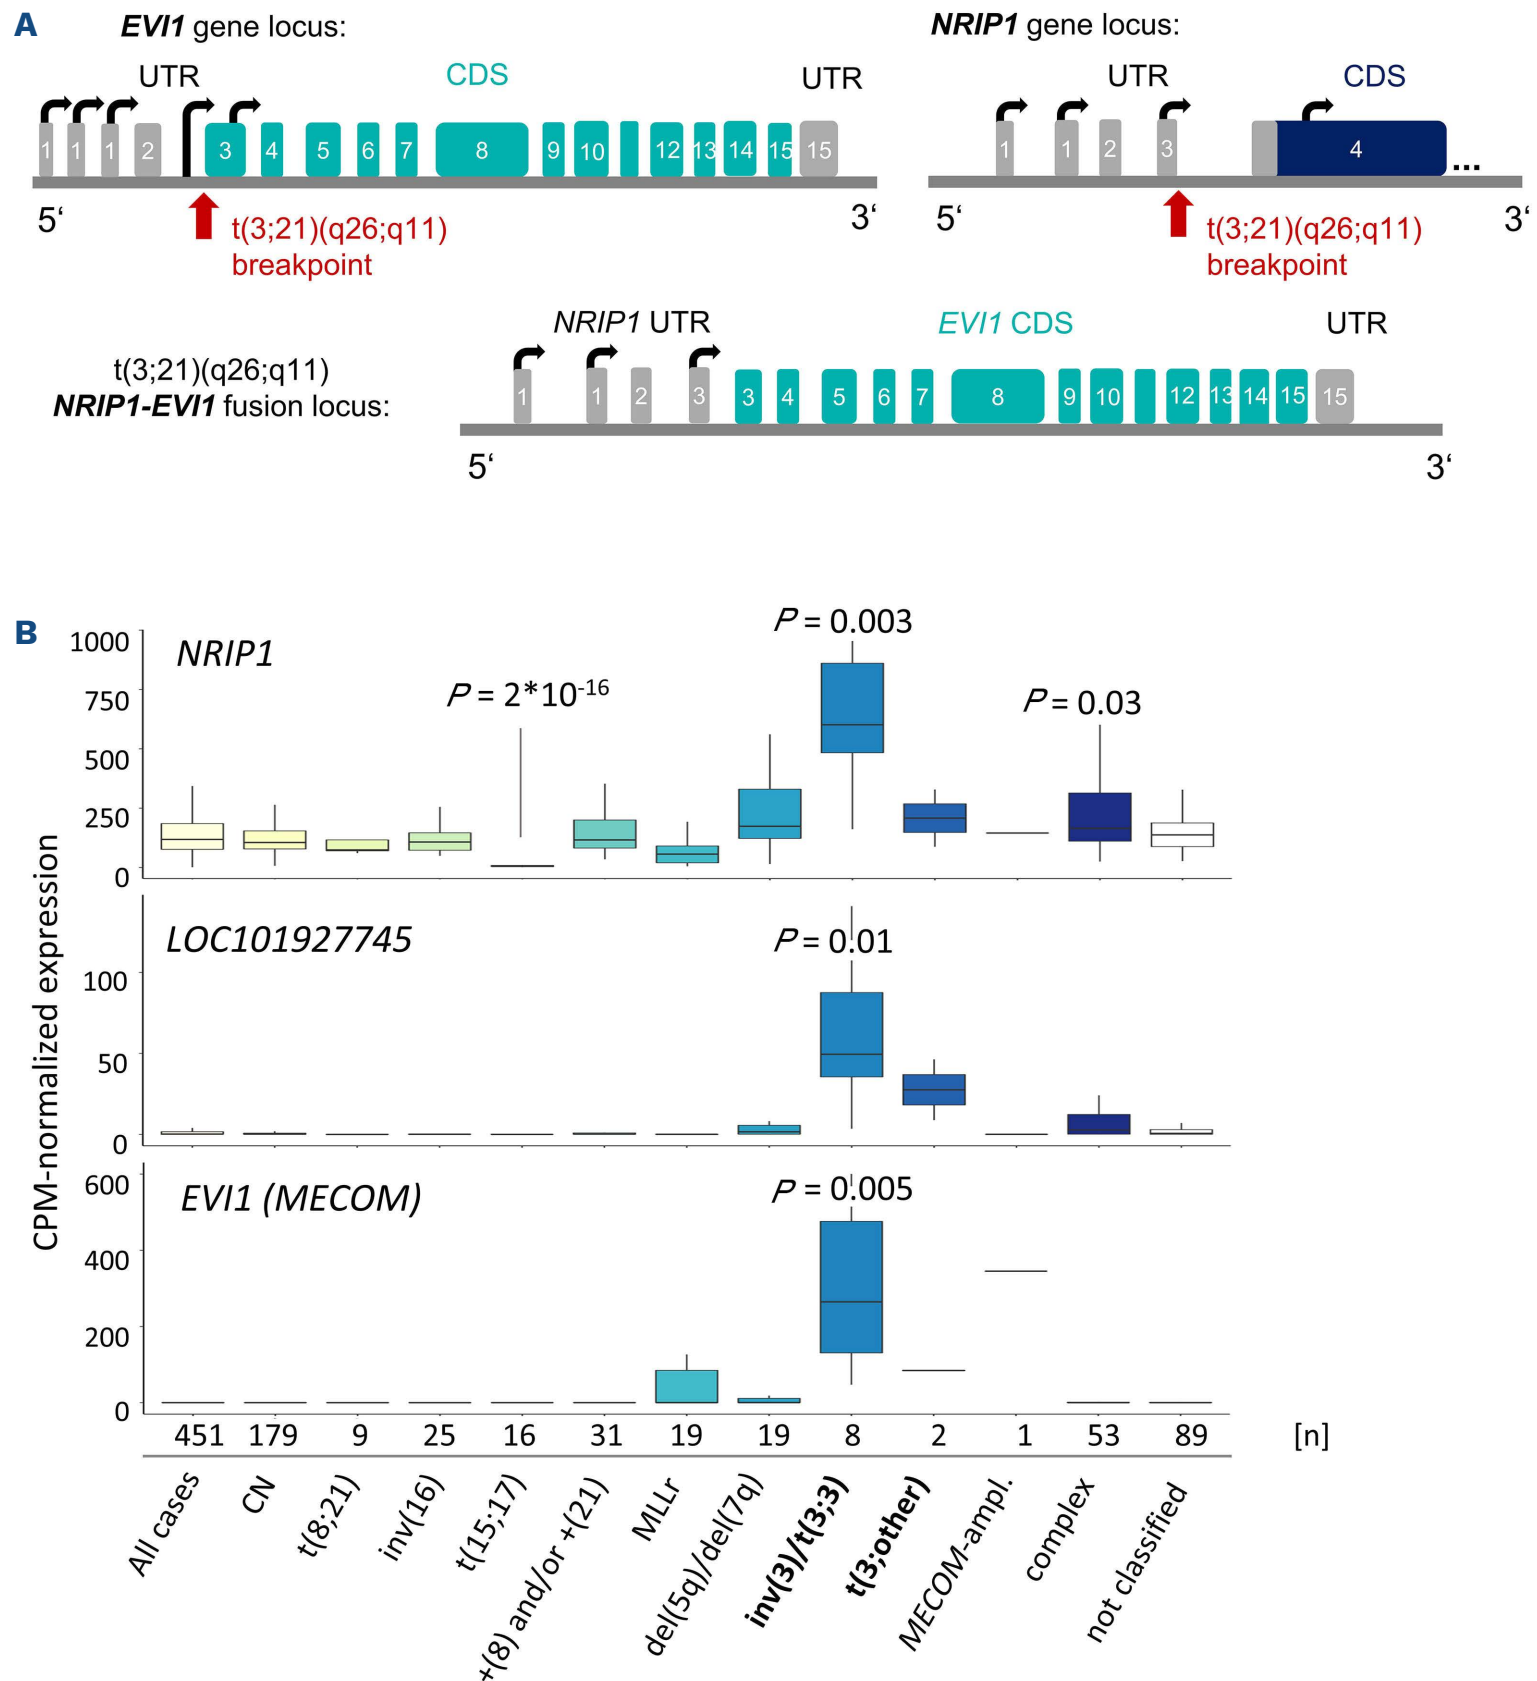 A
EVI1 gene locus:
NRIP1 gene locus:
UTR CDS UTR
UTR CDS
1 1 1 2 3 4 5 6 7 8 9 10 12 13 14 15 15
1 1 2 3 4 ...
5‘ 3‘
5‘ 3‘
t(3;21)(q26;q11)
breakpoint
t(3;21)(q26;q11)
breakpoint
NRIP1 UTR EVI1 CDS UTR
t(3;21)(q26;q11)
NRIP1-EVI1 fusion locus:
1 1 2 3 3 4 5 6 7 8 9 10 12 13 14 15 15
5‘ 3‘
B
CPM-normalized expression
NRIP1
1000
750
500
250
0
P = 2*10-16
P = 0.003
P = 0.03
LOC101927745
100
50
0
P = 0.01
EVI1 (MECOM)
600
400
200
0
P = 0.005
451 179 9 25 16 31 19 19 8 2 1 53 89 [n]
All cases
CN
t(8;21)
inv(16)
t(15;17)
+(8) and/or +(21)
MLLr
del(5q)/del(7q)
inv(3)/t(3;3)
t(3;other)
MECOM-ampl.
complex
not classified